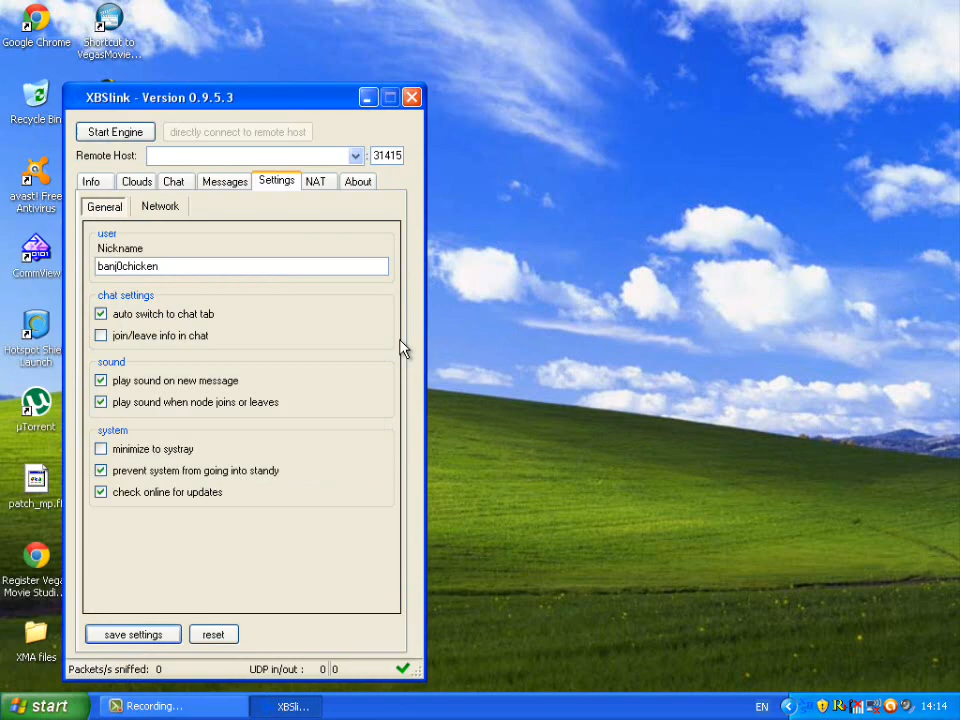 Google Chrome
Shortcut to
VegasMovie...
Recycle Bin
avast! Free
Antivirus
CommView
Hotspot Shie
Launch
µTorrent
patch_mp.ff
Register Vega
Movie Studi...
XMA files
XBSlink - Version 0.9.5.3
Start Engine
directly connect to remote host
Remote Host:
: 31415
Info
Clouds
Chat
Messages
Settings
NAT
About
General
Network
user
Nickname
banj0chicken
chat settings
auto switch to chat tab
join/leave info in chat
sound
play sound on new message
play sound when node joins or leaves
system
minimize to systray
prevent system from going into standy
check online for updates
save settings
reset
Packets/s sniffed: 0
UDP in/out : 0 0
start
Recording...
XBSli...
EN
14:14